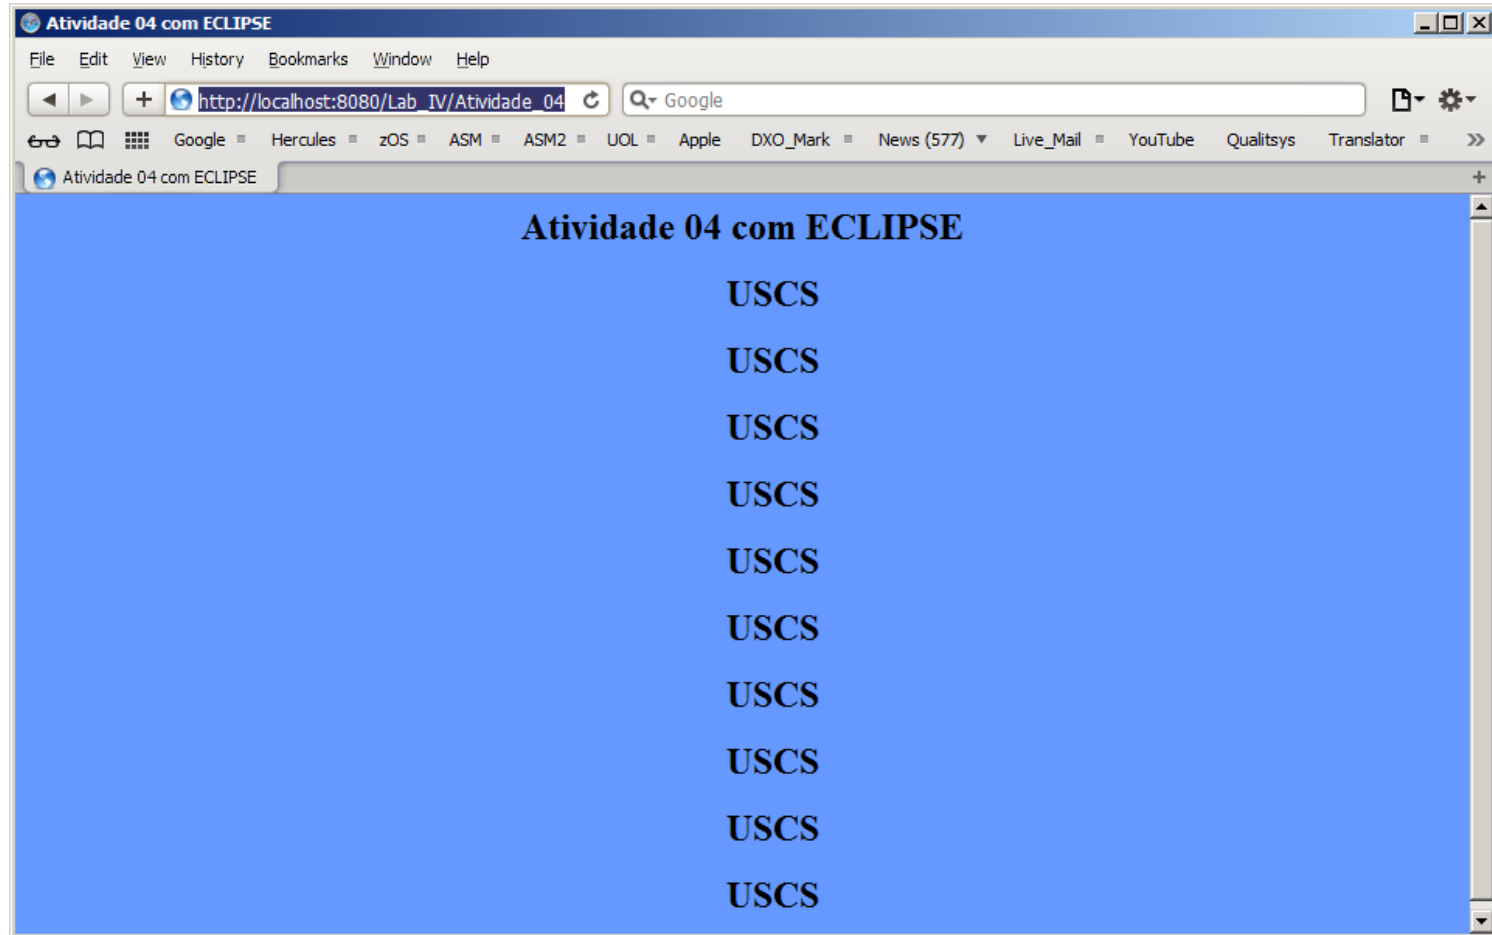 Atividade 04 com ECLIPSE
File Edit View History Bookmarks Window Help
http://localhost:8080/Lab_IV/Atividade_04 Google
Google Hercules zOS ASM ASM2 UOL Apple DXO_Mark News (577) Live_Mail YouTube Qualitsys Translator
Atividade 04 com ECLIPSE
Atividade 04 com ECLIPSE
USCS
USCS
USCS
USCS
USCS
USCS
USCS
USCS
USCS
USCS